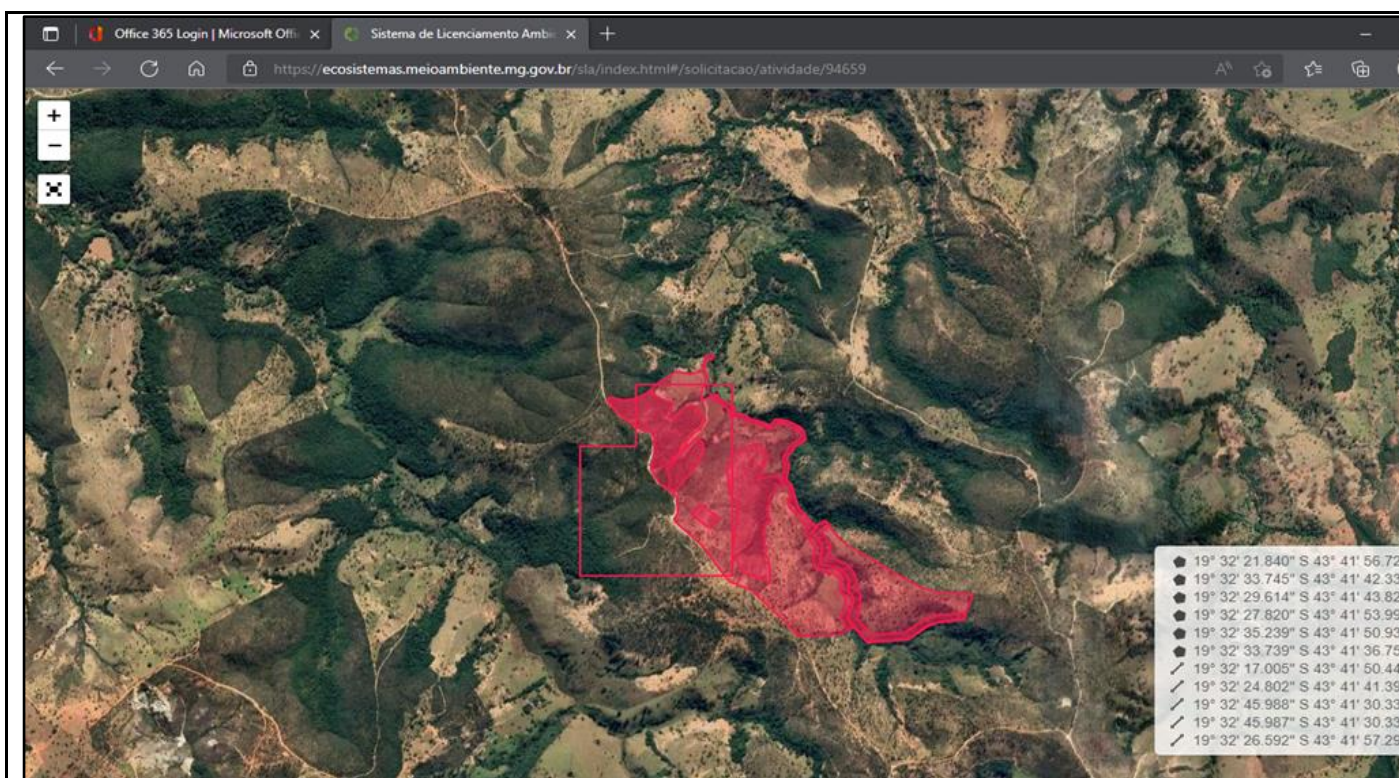 Office 365 Login | Microsoft Offi
Sistema de Licenciamento Ambie
https://ecosistemas.meioambiente.mg.gov.br/sla/index.html#/solicitacao/atividade/94659
+
−
19° 32' 21.840" S 43° 41' 56.72
19° 32' 33.745" S 43° 41' 42.33
19° 32' 29.614" S 43° 41' 43.82
19° 32' 27.820" S 43° 41' 53.93
19° 32' 35.239" S 43° 41' 50.93
19° 32' 33.739" S 43° 41' 36.75
19° 32' 17.005" S 43° 41' 50.44
19° 32' 24.802" S 43° 41' 41.39
19° 32' 45.988" S 43° 41' 30.33
19° 32' 45.987" S 43° 41' 30.33
19° 32' 26.592" S 43° 41' 57.29